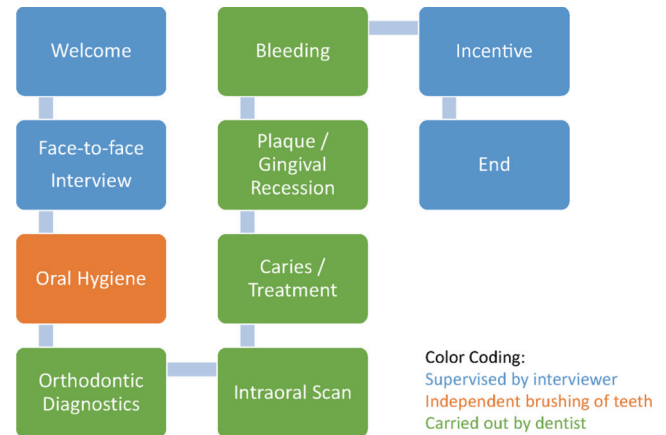 Welcome
Face-to-face
Interview
Oral Hygiene
Orthodontic
Diagnostics
Intraoral Scan
Caries /
Treatment
Plaque /
Gingival
Recession
Bleeding
Incentive
End
Color Coding:
Supervised by interviewer
Independent brushing of teeth
Carried out by dentist